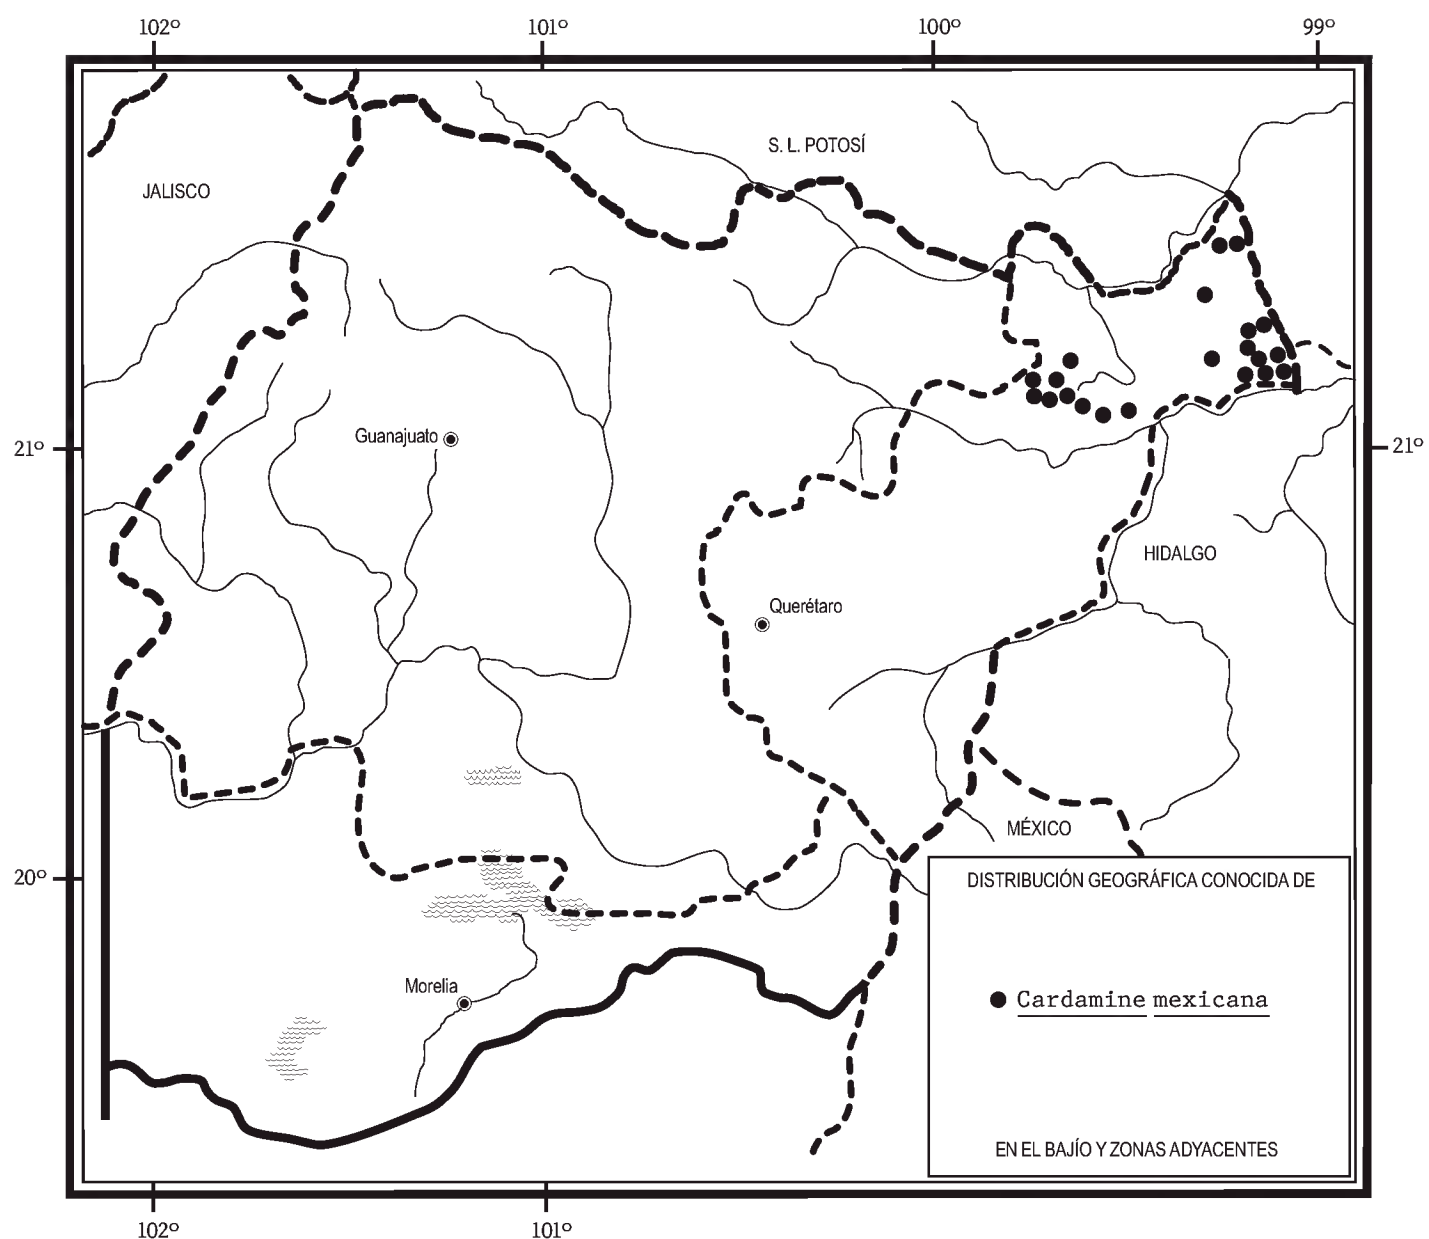 102º 101º 100º 99º
S. L. POTOSÍ
JALISCO
Guanajuato
21º 21º
HIDALGO
Querétaro
MÉXICO
20º
DISTRIBUCIÓN GEOGRÁFICA CONOCIDA DE
Morelia
Cardamine mexicana
EN EL BAJÍO Y ZONAS ADYACENTES
102º 101º